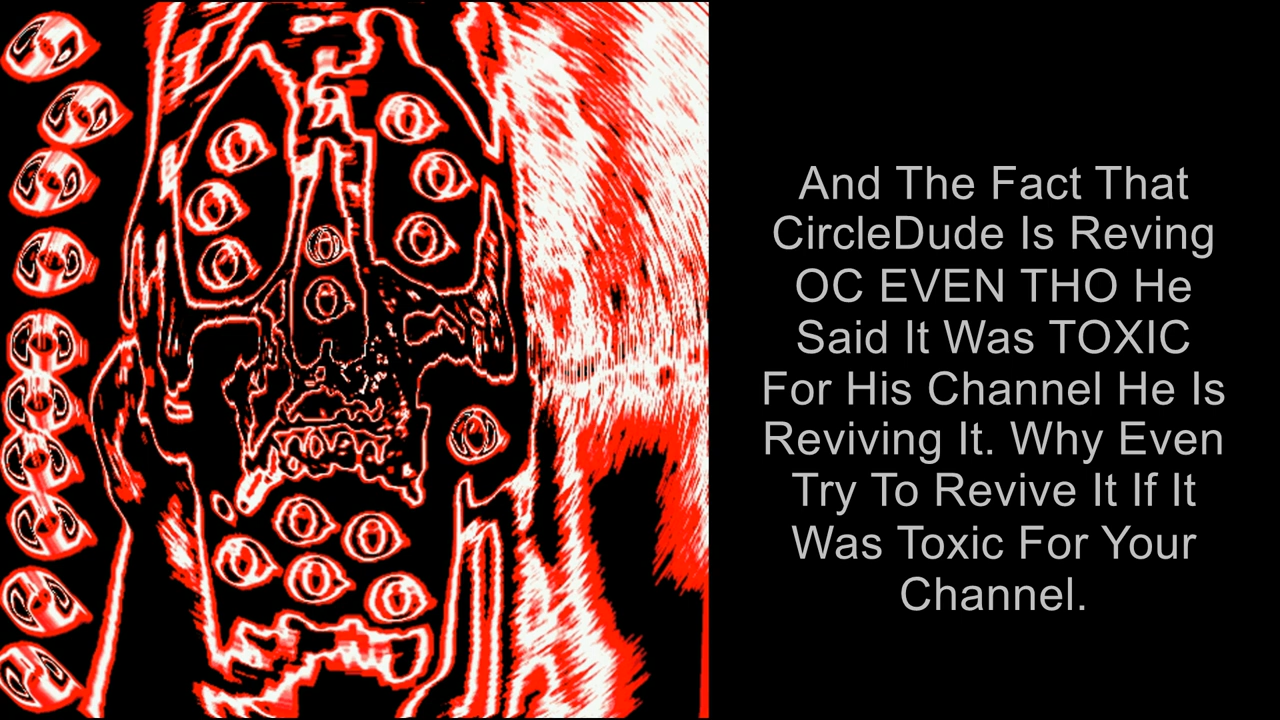 And The Fact That
CircleDude Is Reving
OC EVEN THO He
Said It Was TOXIC
For His Channel He Is
Reviving It. Why Even
Try To Revive It If It
Was Toxic For Your
Channel.